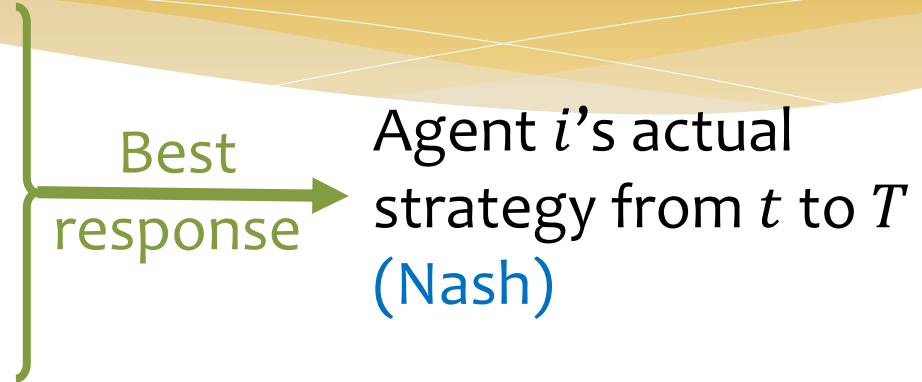 Best
response
Agent i’s actual
strategy from t to T
(Nash)